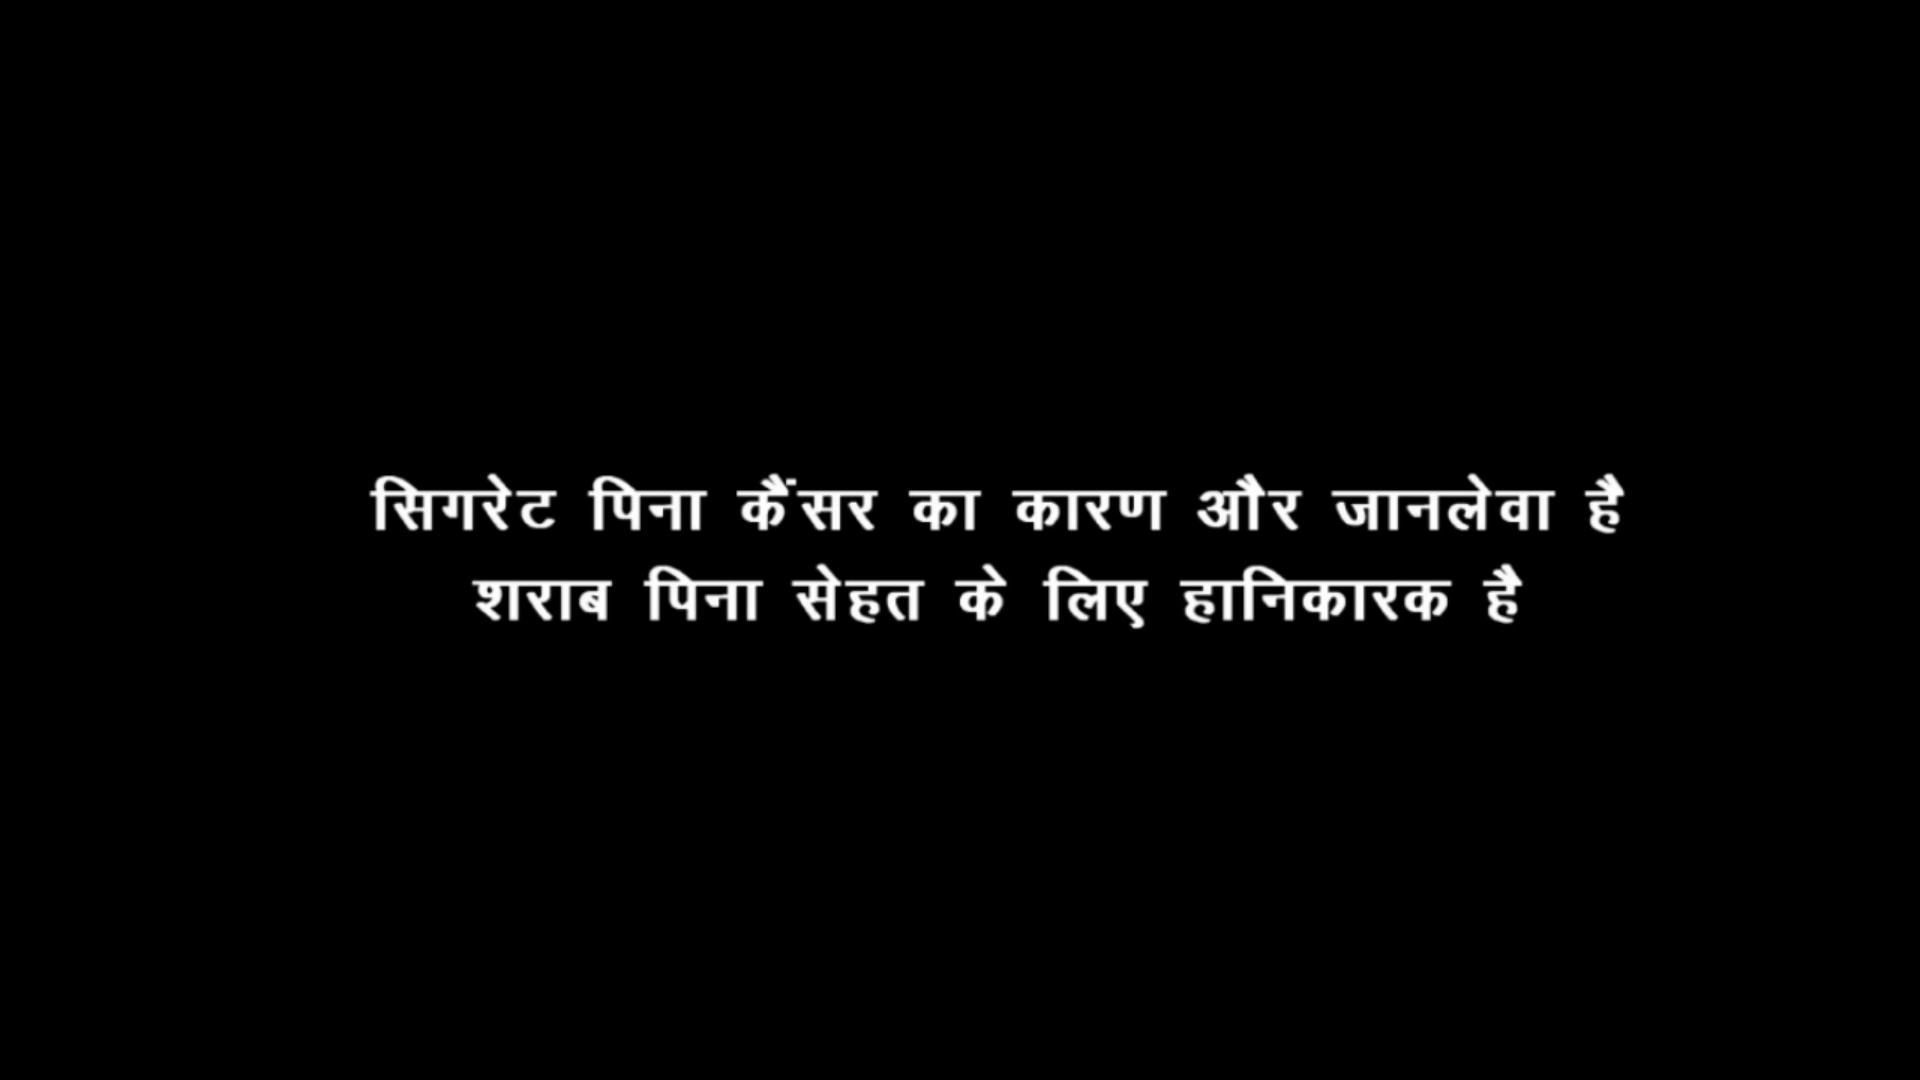 सिगरेट पिना कैंसर का कारण और जानलेवा है
शराब पिना सेहत के लिए हानिकारक है